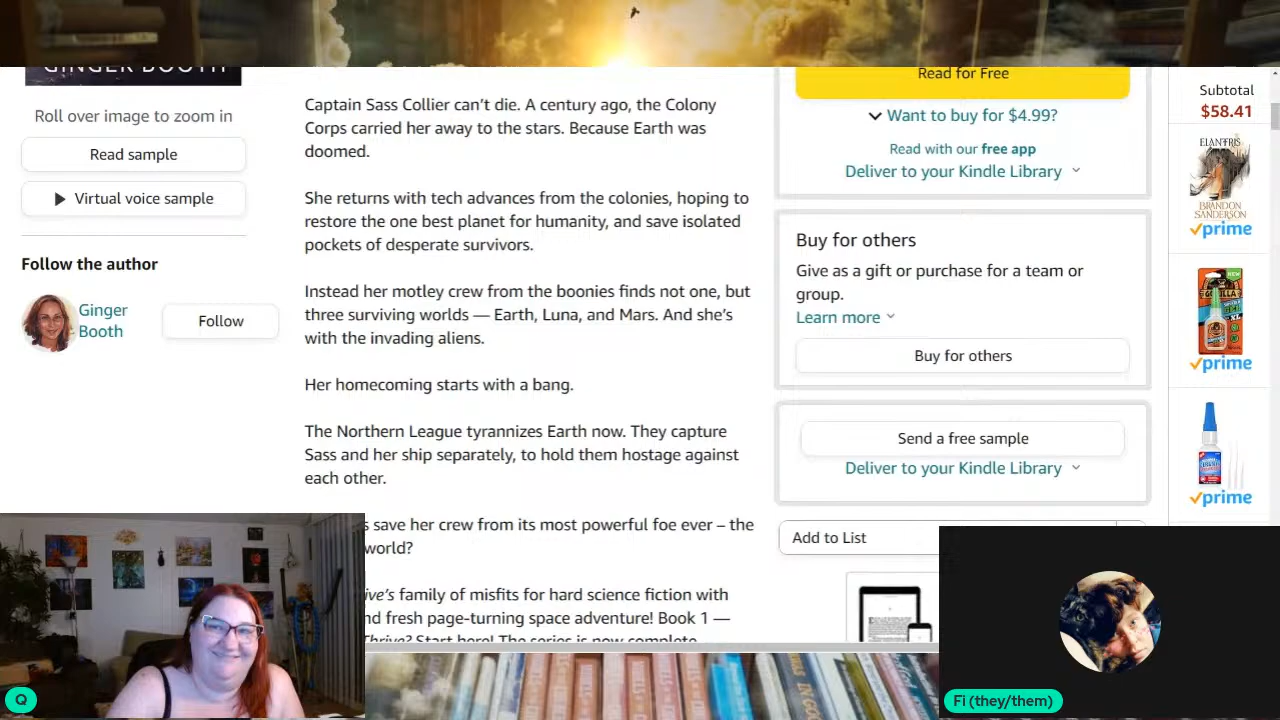 GINGER BOOTH
Roll over image to zoom in
Read sample
Virtual voice sample
Follow the author
Ginger
Booth
Follow
Captain Sass Collier can’t die. A century ago, the Colony
Corps carried her away to the stars. Because Earth was
doomed.
She returns with tech advances from the colonies, hoping to
restore the one best planet for humanity, and save isolated
pockets of desperate survivors.
Instead her motley crew from the boonies finds not one, but
three surviving worlds — Earth, Luna, and Mars. And she’s
with the invading aliens.
Her homecoming starts with a bang.
The Northern League tyrannizes Earth now. They capture
Sass and her ship separately, to hold them hostage against
each other.
s save her crew from its most powerful foe ever – the
world?
ive’s family of misfits for hard science fiction with
nd fresh page-turning space adventure! Book 1 —
Thrive? Start here! The series is now complete
Read for Free
Want to buy for $4.99?
Read with our free app
Deliver to your Kindle Library
Buy for others
Give as a gift or purchase for a team or
group.
Learn more
Buy for others
Send a free sample
Deliver to your Kindle Library
Add to List
Subtotal
$58.41
ELANTRIS
BRANDON
SANDERSON
prime
GORILLA
prime
prime
Q
Fi (they/them)